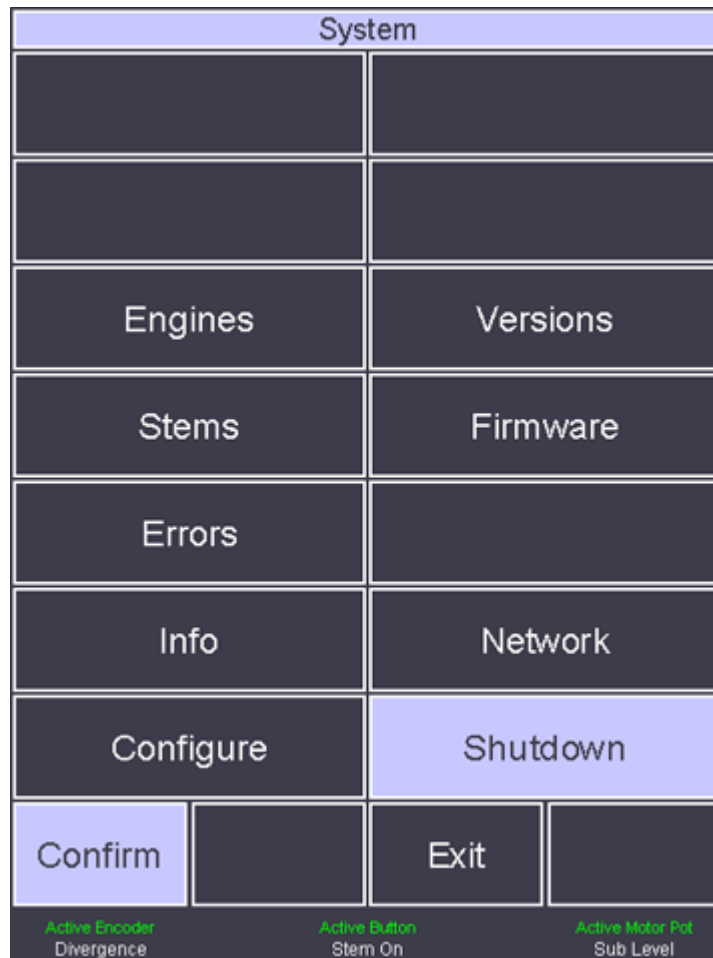 System
Engines Versions
Stems Firmware
Errors
Info Network
Configure Shutdown
Confirm Exit
Active Encoder Active Button Active Motor Pot
Divergence Stem On Sub Level